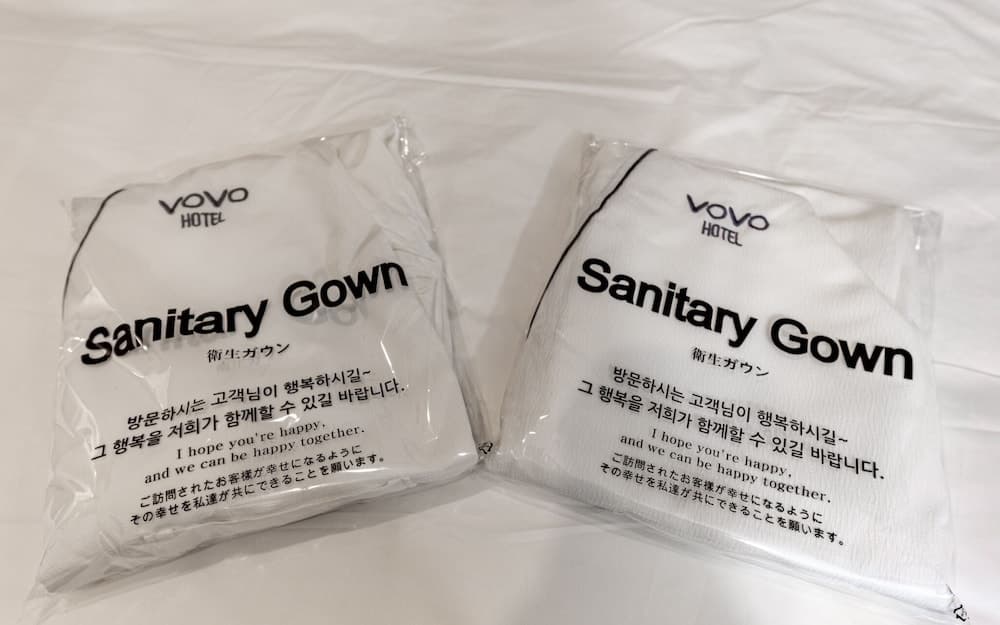 VOVO
HOTEL
Sanitary Gown
衛生ガウン
방문하시는 고객님이 행복하시길~
그 행복을 저희가 함께할 수 있길 바랍니다.
I hope you're happy,
and we can be happy together.
ご訪問されたお客様が幸せになるように
その幸せを私達が共にできることを願います。
VOVO
HOTEL
Sanitary Gown
衛生ガウン
방문하시는 고객님이 행복하시길~
그 행복을 저희가 함께할 수 있길 바랍니다.
I hope you're happy,
and we can be happy together.
ご訪問されたお客様が幸せになるように
その幸せを私達が共にできることを願います。